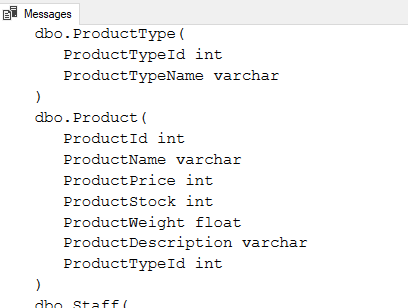 Messages
dbo.ProductType(
ProductTypeId int
ProductTypeName varchar
)
dbo.Product(
ProductId int
ProductName varchar
ProductPrice int
ProductStock int
ProductWeight float
ProductDescription varchar
ProductTypeId int
)
dbo.Staff(